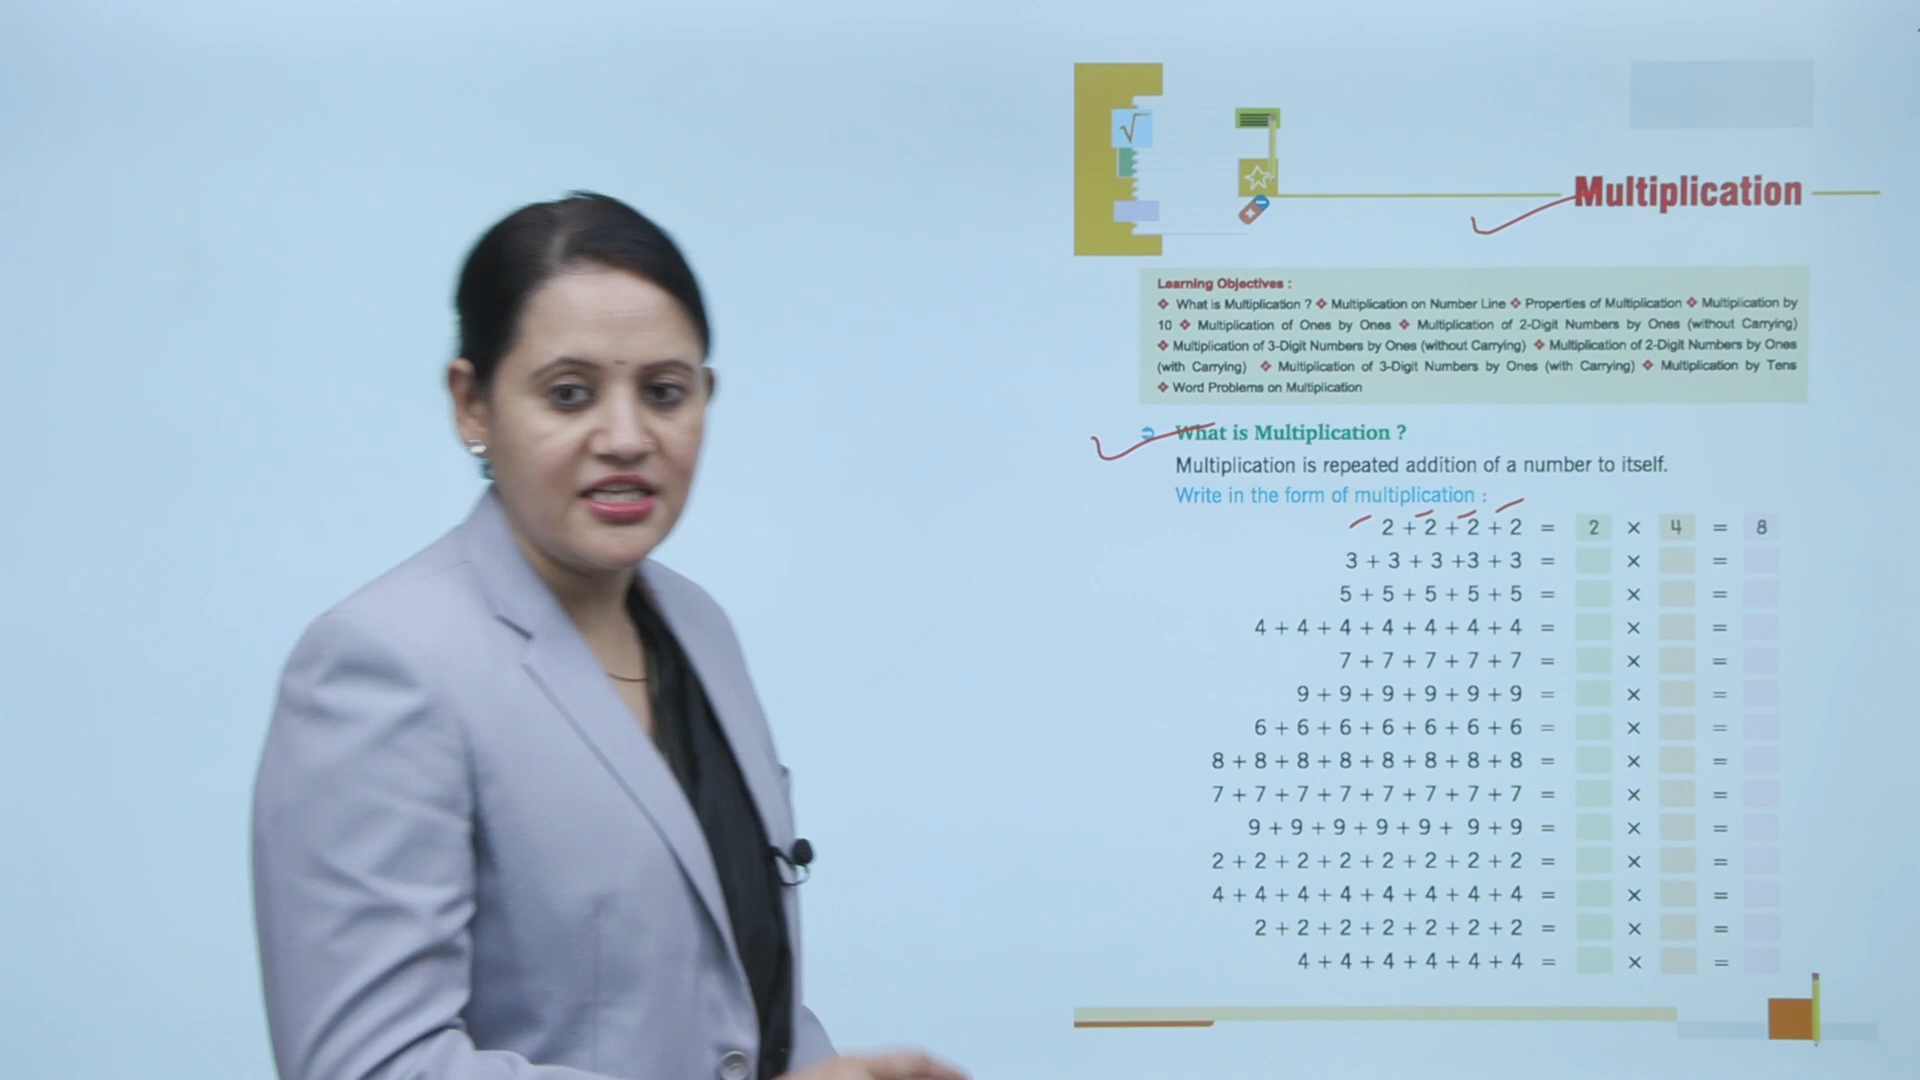 √
Multiplication
Learning Objectives :
❖ What is Multiplication ? ❖ Multiplication on Number Line ❖ Properties of Multiplication ❖ Multiplication by
10 ❖ Multiplication of Ones by Ones ❖ Multiplication of 2-Digit Numbers by Ones (without Carrying)
❖ Multiplication of 3-Digit Numbers by Ones (without Carrying) ❖ Multiplication of 2-Digit Numbers by Ones
(with Carrying) ❖ Multiplication of 3-Digit Numbers by Ones (with Carrying) ❖ Multiplication by Tens
❖ Word Problems on Multiplication
What is Multiplication ?
Multiplication is repeated addition of a number to itself.
Write in the form of multiplication :
2 + 2 + 2 + 2 = 2 × 4 = 8
3 + 3 + 3 +3 + 3 = × =
5 + 5 + 5 + 5 + 5 = × =
4 + 4 + 4 + 4 + 4 + 4 + 4 = × =
7 + 7 + 7 + 7 + 7 = × =
9 + 9 + 9 + 9 + 9 + 9 = × =
6 + 6 + 6 + 6 + 6 + 6 + 6 = × =
8 + 8 + 8 + 8 + 8 + 8 + 8 + 8 = × =
7 + 7 + 7 + 7 + 7 + 7 + 7 + 7 = × =
9 + 9 + 9 + 9 + 9 + 9 + 9 = × =
2 + 2 + 2 + 2 + 2 + 2 + 2 + 2 = × =
4 + 4 + 4 + 4 + 4 + 4 + 4 + 4 = × =
2 + 2 + 2 + 2 + 2 + 2 + 2 = × =
4 + 4 + 4 + 4 + 4 + 4 = × =